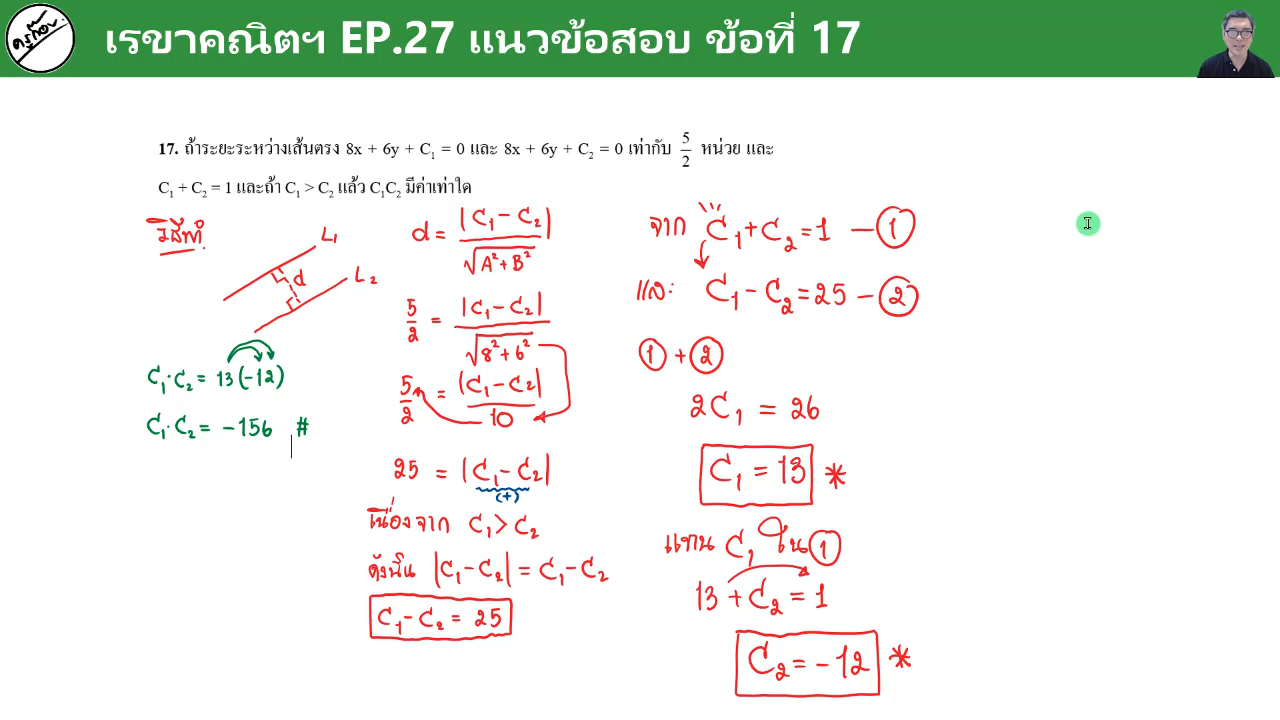 ครูก๊อง
เรขาคณิตฯ EP.27 แนวข้อสอบ ข้อที่ 17
17. ถ้าระยะระหว่างเส้นตรง 8x + 6y + C₁ = 0 และ 8x + 6y + C₂ = 0 เท่ากับ 5/2 หน่วย และ
C₁ + C₂ = 1 และถ้า C₁ > C₂ แล้ว C₁C₂ มีค่าเท่าใด
วิธีทำ
L₁
d
L₂
C₁·C₂ = 13(-12)
C₁·C₂ = -156 #
d = |C₁ - C₂| / √(A² + B²)
5/2 = |C₁ - C₂| / √(8² + 6²)
5/2 = |C₁ - C₂| / 10
25 = |C₁ - C₂|
(+)
เนื่องจาก C₁ > C₂
ดังนั้น |C₁ - C₂| = C₁ - C₂
C₁ - C₂ = 25
จาก C₁ + C₂ = 1 — ①
และ C₁ - C₂ = 25 — ②
① + ②
2C₁ = 26
C₁ = 13 *
แทน C₁ ใน ①
13 + C₂ = 1
C₂ = -12 *